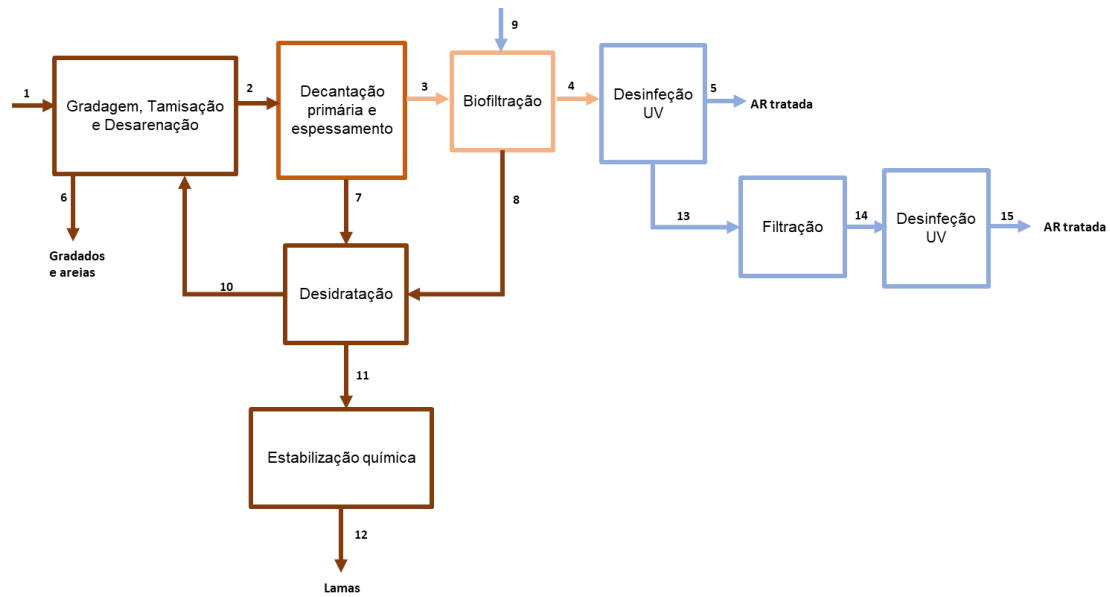 9
1
Gradagem, Tamisação
e Desarenação
2
Decantação
primária e
espessamento
3
Biofiltração
4
Desinfeção
UV
5
AR tratada
6
Gradados
e areias
7
8
13
Filtração
14
Desinfeção
UV
15
AR tratada
10
Desidratação
11
Estabilização química
12
Lamas